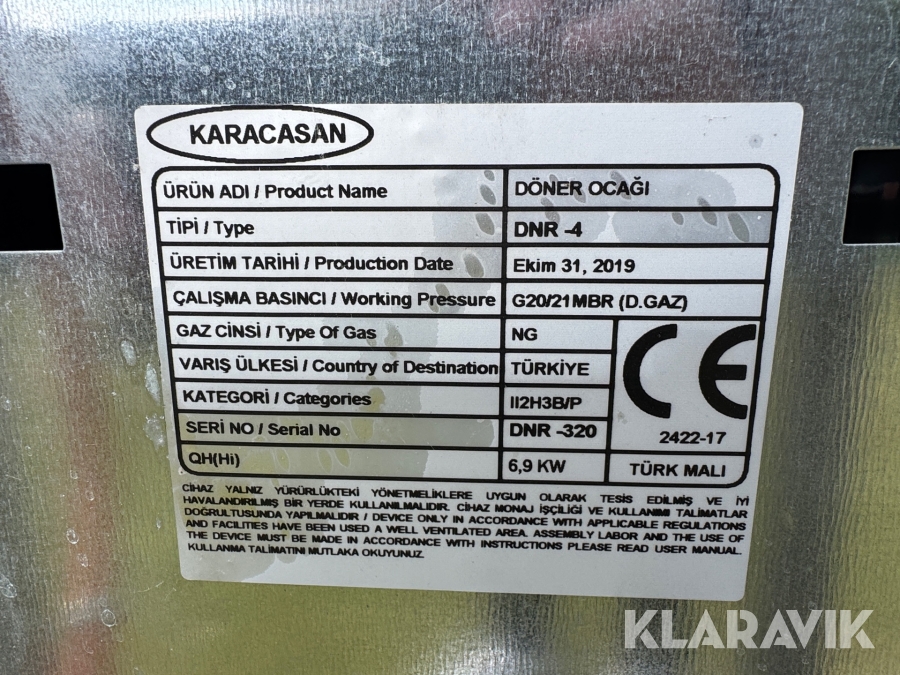 KARACASAN
ÜRÜN ADI / Product Name DÖNER OCAĞI
TİPİ / Type DNR -4
ÜRETİM TARİHİ / Production Date Ekim 31, 2019
ÇALIŞMA BASINCI / Working Pressure G20/21MBR (D.GAZ)
GAZ CİNSİ / Type Of Gas NG
VARIŞ ÜLKESİ / Country of Destination TÜRKİYE
KATEGORİ / Categories II2H3B/P
SERİ NO / Serial No DNR -320
CE
2422-17
QH(Hi) 6,9 KW TÜRK MALI
CİHAZ YALNIZ YÜRÜRLÜKTEKİ YÖNETMELİKLERE UYGUN OLARAK TESİS EDİLMİŞ VE İYİ
HAVALANDIRILMIŞ BİR YERDE KULLANILMALIDIR. CİHAZ MONAJ İŞÇİLİĞİ VE KULLANIMI TALİMATLAR
DOĞRULTUSUNDA YAPILMALIDIR / DEVICE ONLY IN ACCORDANCE WITH APPLICABLE REGULATIONS
AND FACILITIES HAVE BEEN USED A WELL VENTILATED AREA. ASSEMBLY LABOR AND THE USE OF
THE DEVICE MUST BE MADE IN ACCORDANCE WITH INSTRUCTIONS PLEASE READ USER MANUAL.
KULLANMA TALİMATINI MUTLAKA OKUYUNUZ.
KLARAVIK